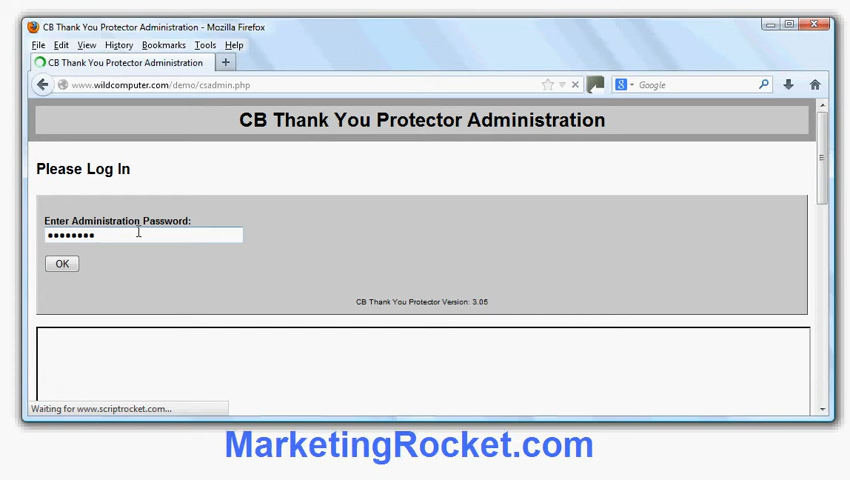 CB Thank You Protector Administration - Mozilla Firefox
File Edit View History Bookmarks Tools Help
CB Thank You Protector Administration +
www.wildcomputer.com/demo/csadmin.php
Google
CB Thank You Protector Administration
Please Log In
Enter Administration Password:
••••••••
OK
CB Thank You Protector Version: 3.05
Waiting for www.scriptrocket.com...
MarketingRocket.com